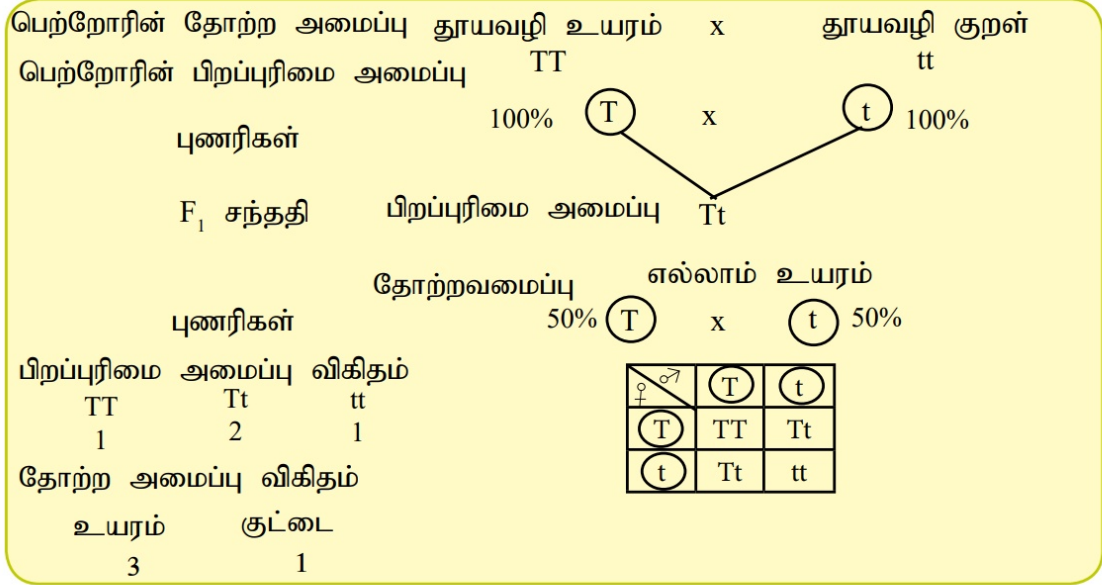 பெற்றோரின் தோற்ற அமைப்பு தூயவழி உயரம் x தூயவழி குறள்
பெற்றோரின் பிறப்புரிமை அமைப்பு TT tt
100% T x t 100%
புணரிகள்
F₁ சந்ததி பிறப்புரிமை அமைப்பு Tt
தோற்றவமைப்பு எல்லாம் உயரம்
புணரிகள் 50% T x t 50%
பிறப்புரிமை அமைப்பு விகிதம்
TT Tt tt
1 2 1
♀ ♂ T t
T TT Tt
t Tt tt
தோற்ற அமைப்பு விகிதம்
உயரம் குட்டை
3 1